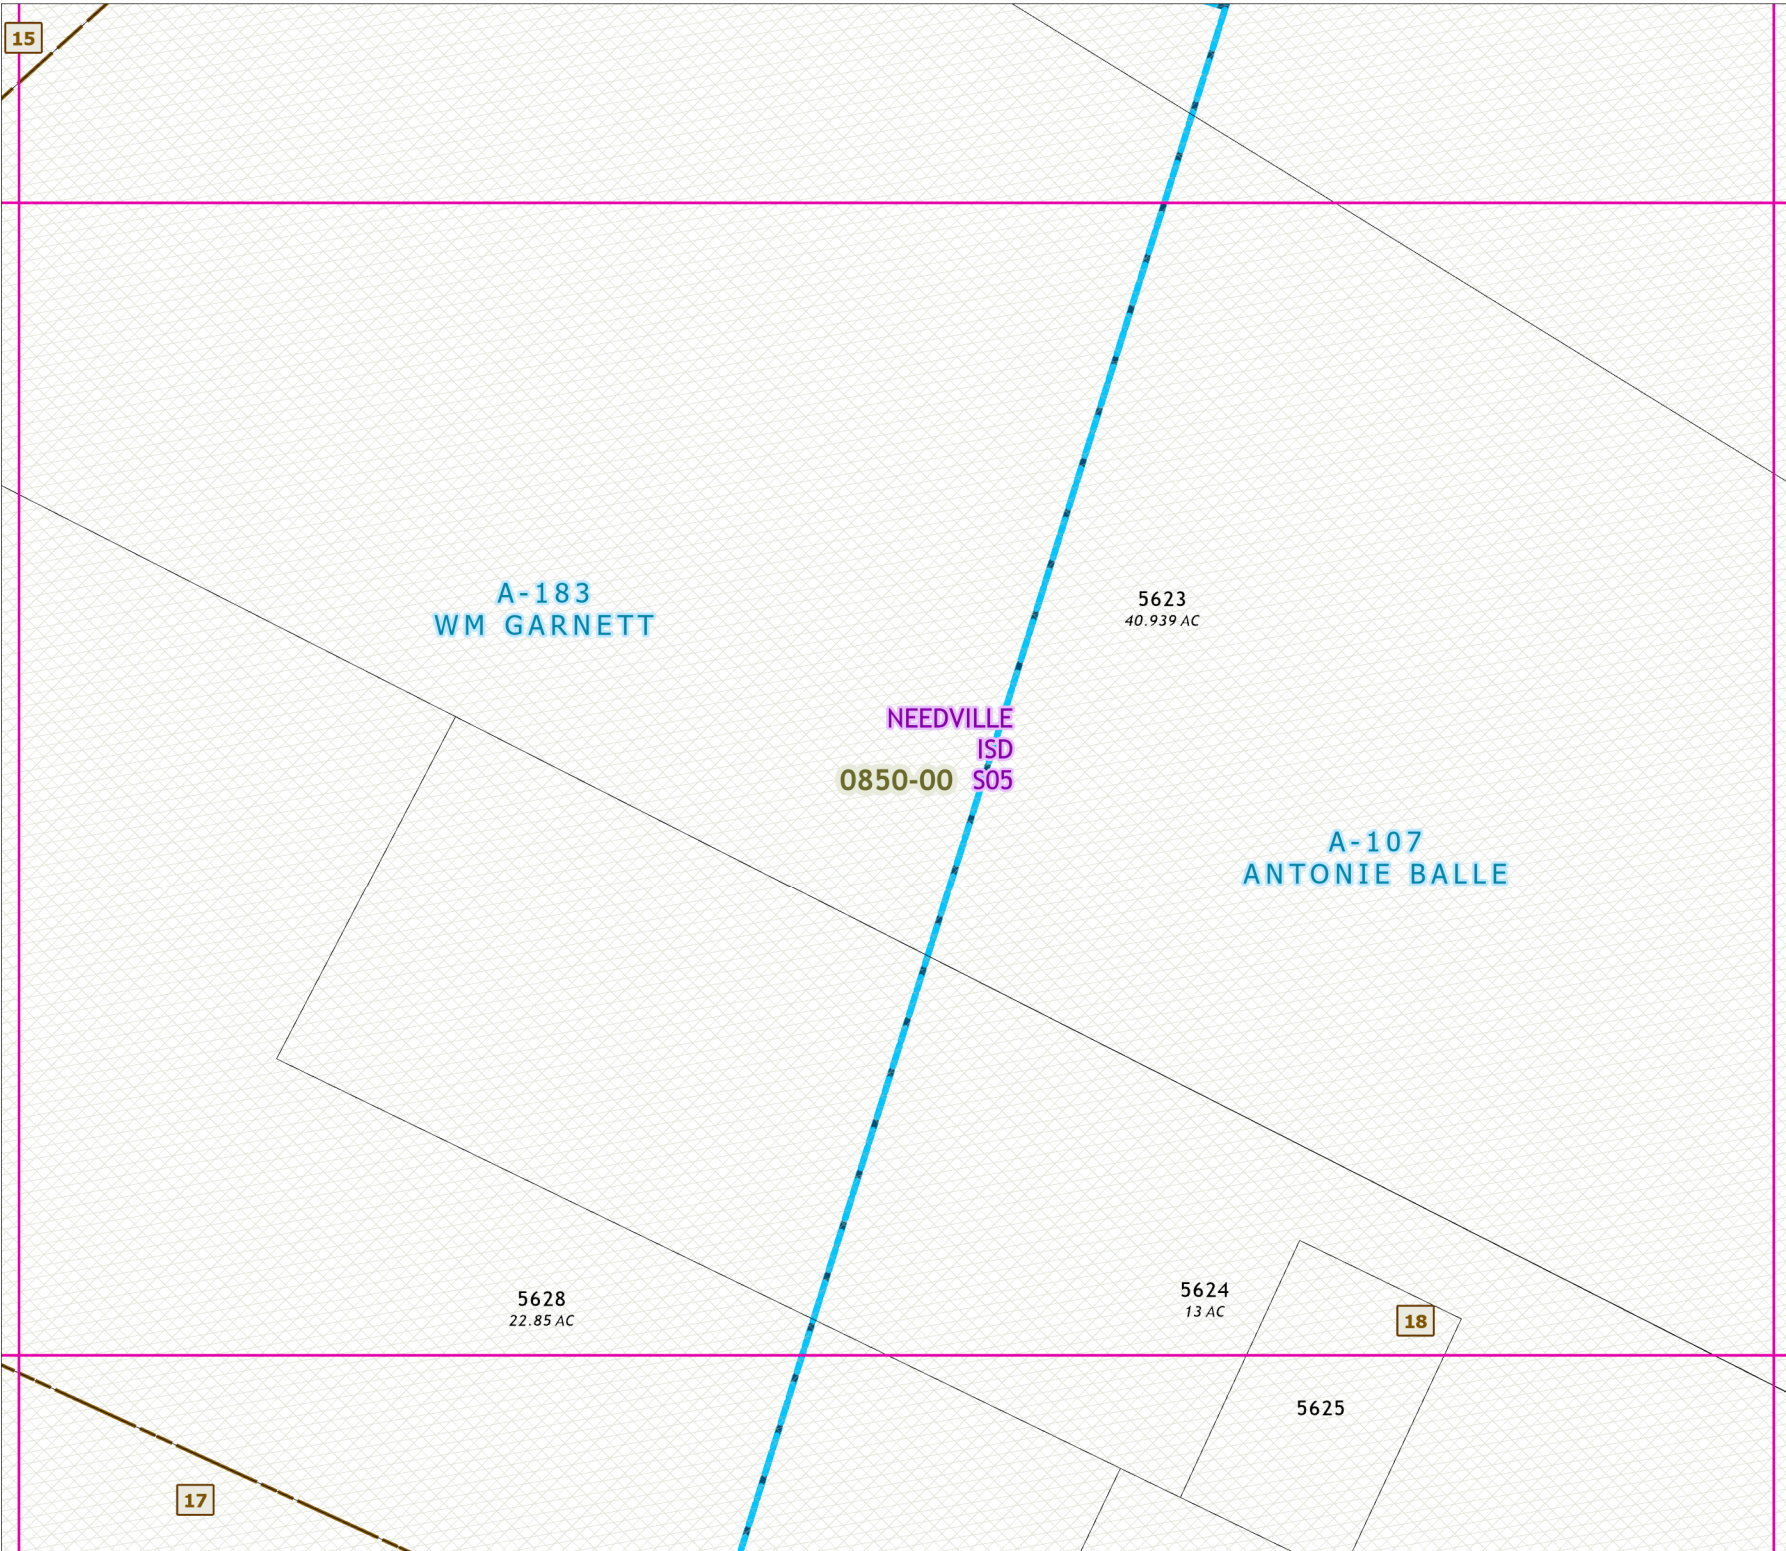 15
A-183
WM GARNETT
5623
40.939 AC
NEEDVILLE
ISD
0850-00 S05
A-107
ANTONIE BALLE
5628
22.85 AC
5624
13 AC
18
5625
17